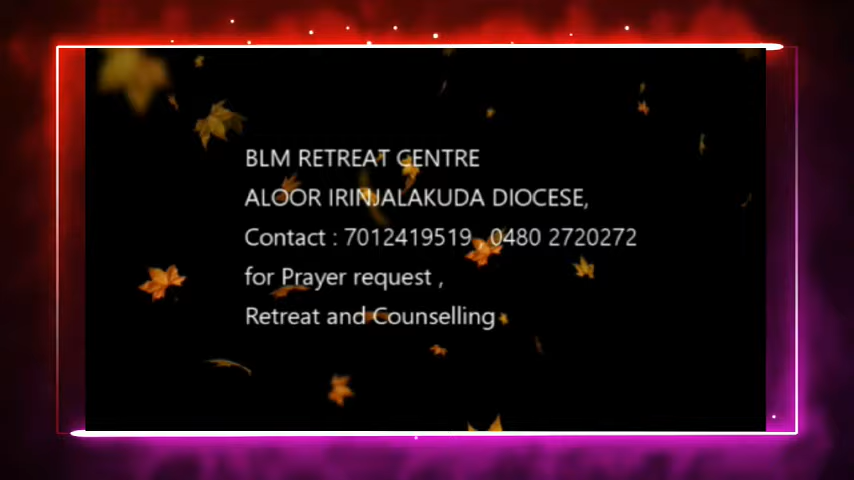 BLM RETREAT CENTRE
ALOOR IRINJALAKUDA DIOCESE,
Contact : 7012419519 , 0480 2720272
for Prayer request ,
Retreat and Counselling